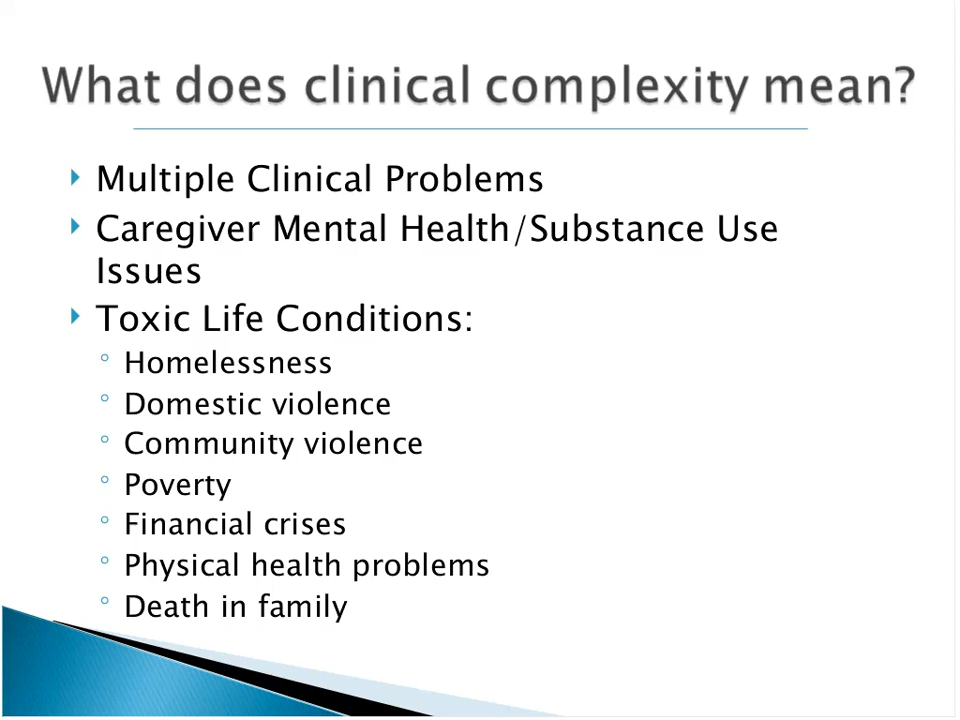 What does clinical complexity mean?
Multiple Clinical Problems
Caregiver Mental Health/Substance Use
Issues
Toxic Life Conditions:
Homelessness
Domestic violence
Community violence
Poverty
Financial crises
Physical health problems
Death in family